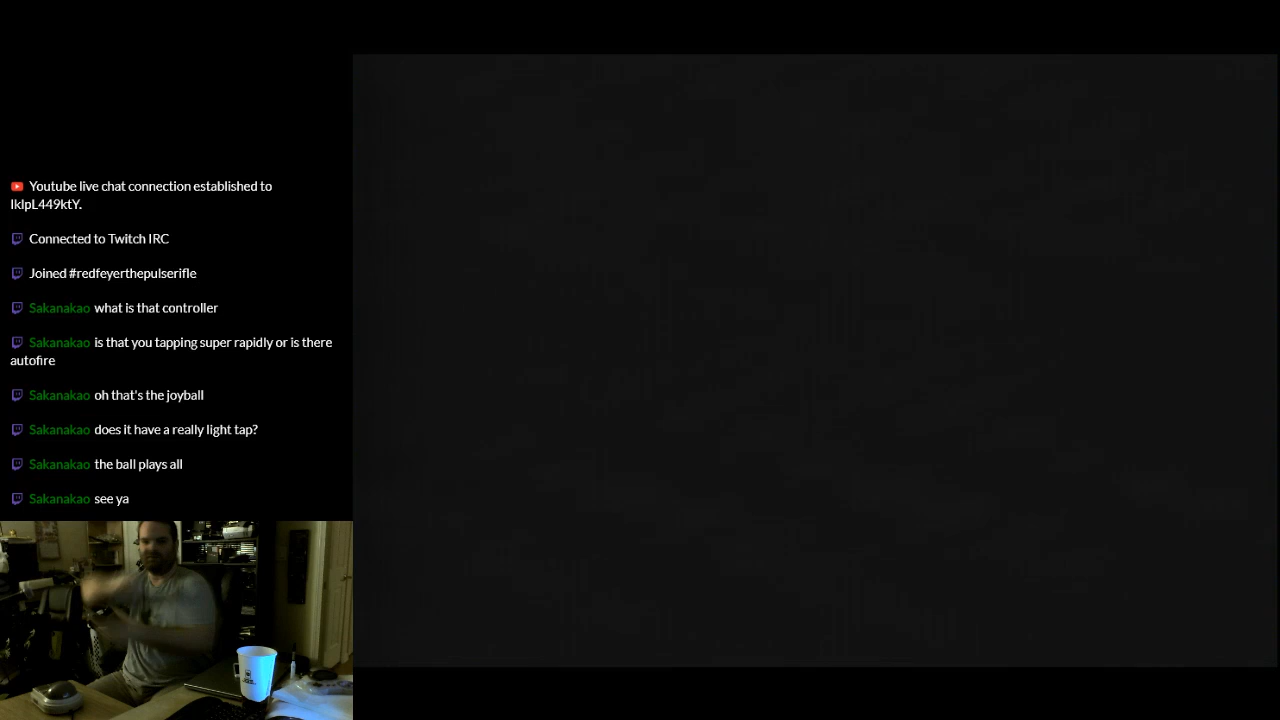 Youtube live chat connection established to
lklpL449ktY.
Connected to Twitch IRC
Joined #redfeyerthepulserifle
Sakanakao what is that controller
Sakanakao is that you tapping super rapidly or is there
autofire
Sakanakao oh that's the joyball
Sakanakao does it have a really light tap?
Sakanakao the ball plays all
Sakanakao see ya